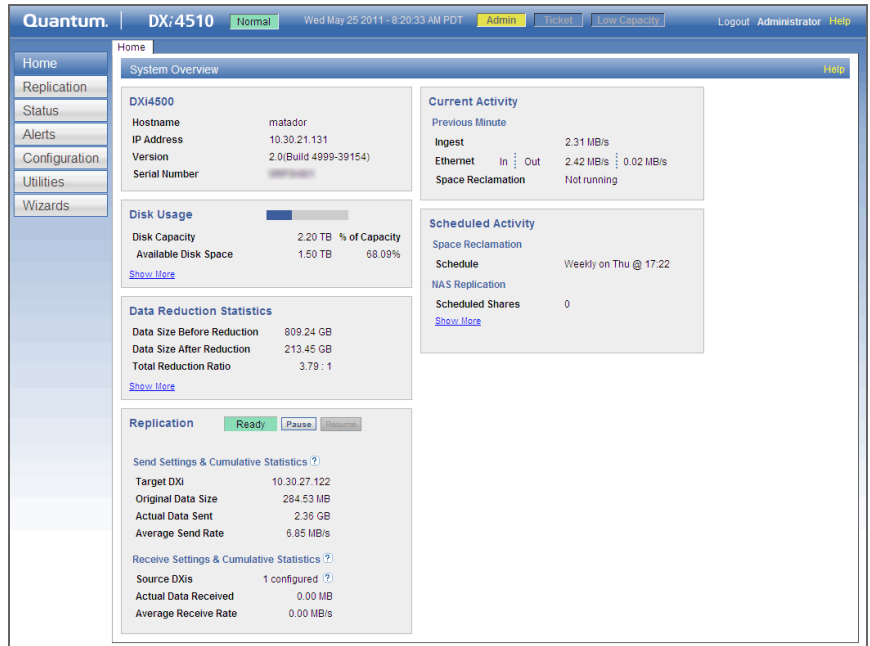 Quantum. DXi4510 Normal Wed May 25 2011 - 8:20:33 AM PDT Admin Ticket Low Capacity Logout Administrator Help
Home
Home
Replication
Status
Alerts
Configuration
Utilities
Wizards
System Overview Help
DXi4500
Hostname matador
IP Address 10.30.21.131
Version 2.0(Build 4999-39154)
Serial Number
Disk Usage
Disk Capacity 2.20 TB % of Capacity
Available Disk Space 1.50 TB 68.09%
Show More
Data Reduction Statistics
Data Size Before Reduction 809.24 GB
Data Size After Reduction 213.45 GB
Total Reduction Ratio 3.79 : 1
Show More
Replication Ready Pause Resume
Send Settings & Cumulative Statistics ?
Target DXi 10.30.27.122
Original Data Size 284.53 MB
Actual Data Sent 2.36 GB
Average Send Rate 6.85 MB/s
Receive Settings & Cumulative Statistics ?
Source DXis 1 configured ?
Actual Data Received 0.00 MB
Average Receive Rate 0.00 MB/s
Current Activity
Previous Minute
Ingest 2.31 MB/s
Ethernet In Out 2.42 MB/s 0.02 MB/s
Space Reclamation Not running
Scheduled Activity
Space Reclamation
Schedule Weekly on Thu @ 17:22
NAS Replication
Scheduled Shares 0
Show More